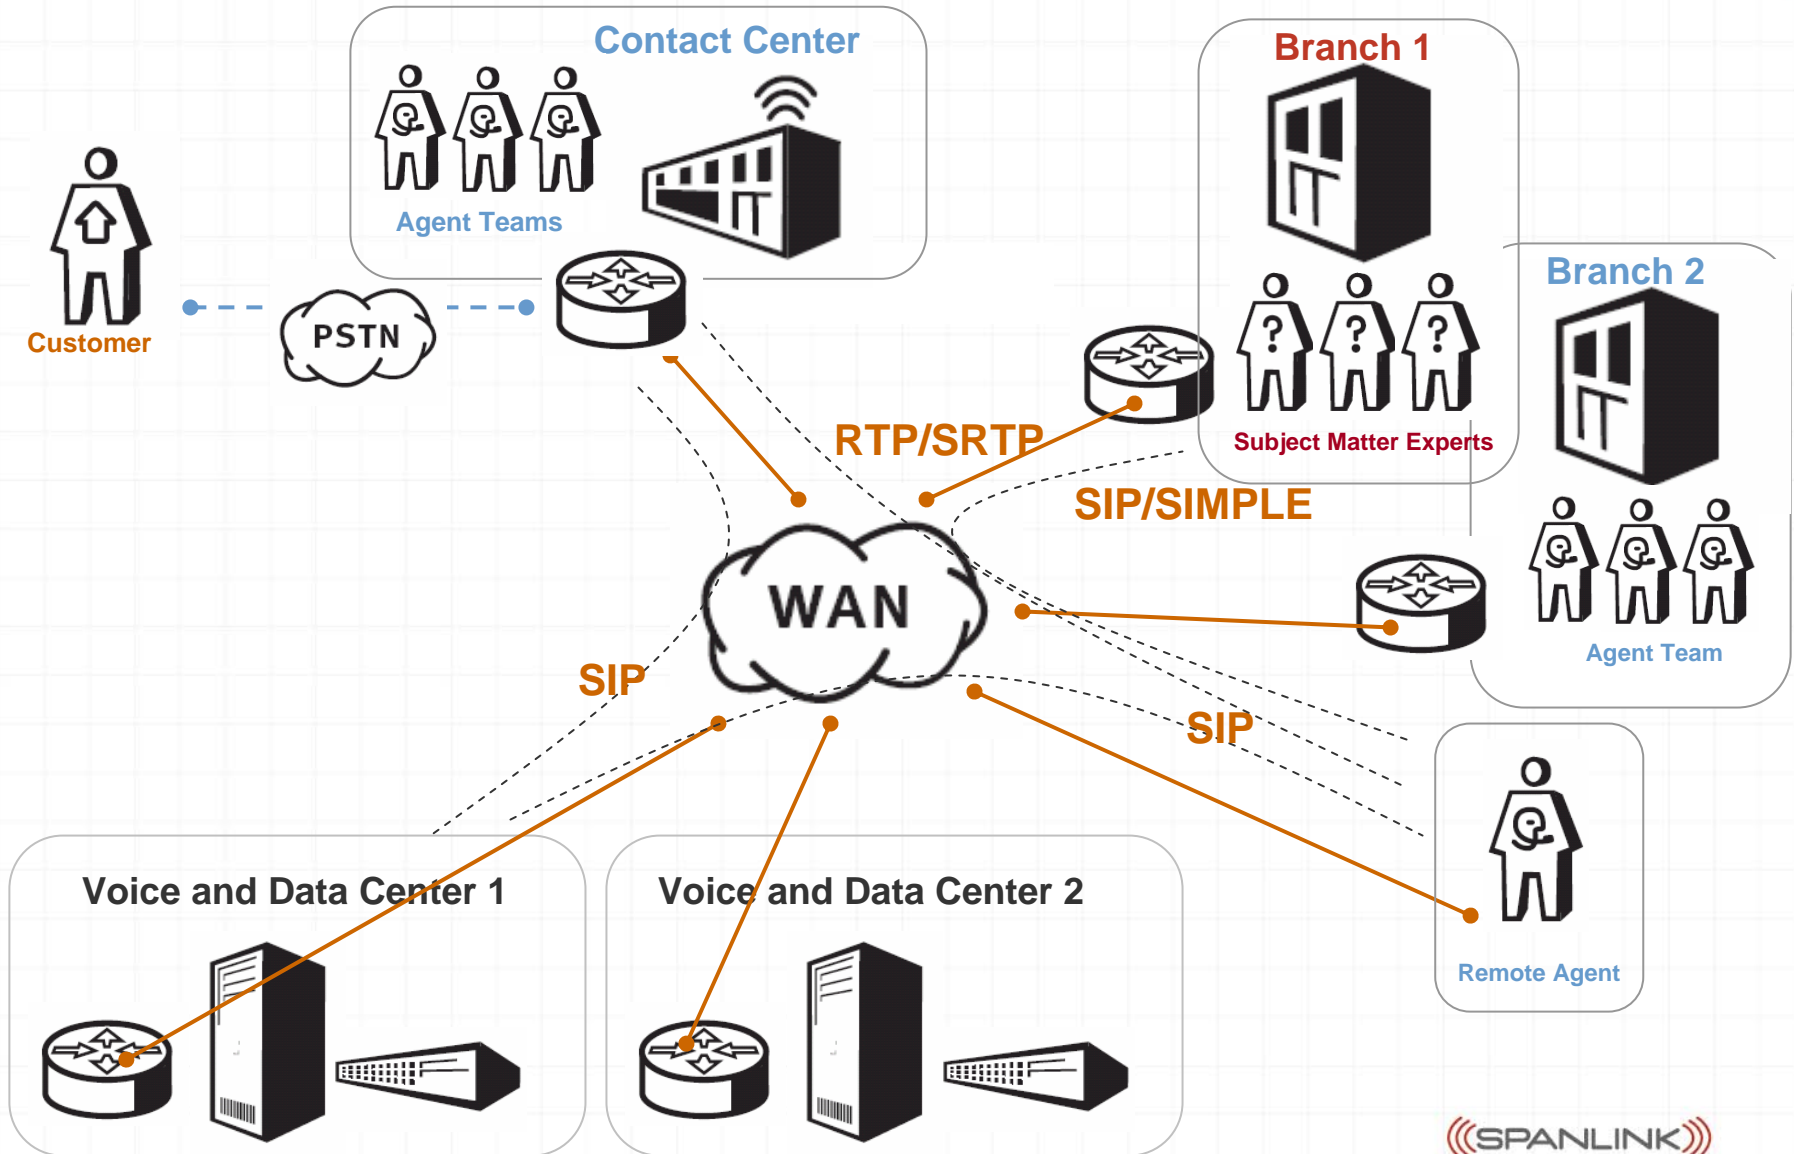 Contact Center
Branch 1
Agent Teams
Branch 2
PSTN
Customer
RTP/SRTP
Subject Matter Experts
SIP/SIMPLE
WAN
Agent Team
SIP
SIP
Voice and Data Center 1
Voice and Data Center 2
Remote Agent
SPANLINK